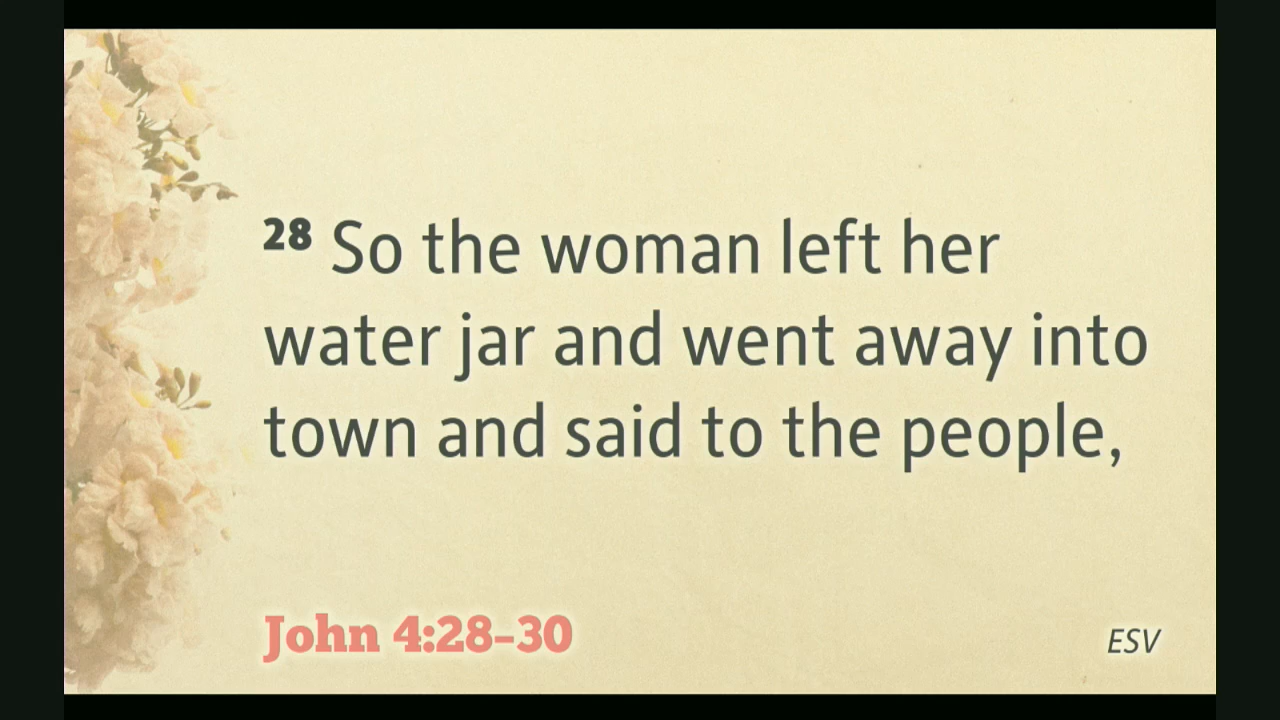 28 So the woman left her
water jar and went away into
town and said to the people,
John 4:28-30
ESV